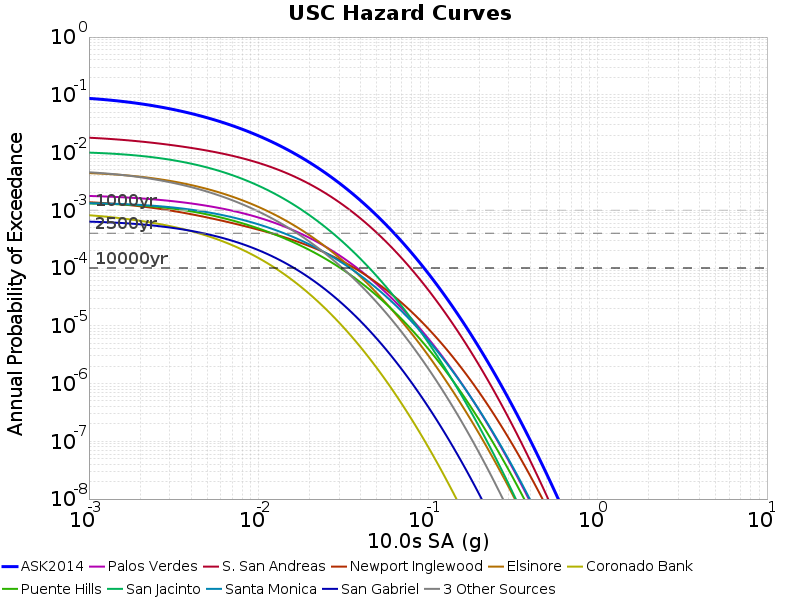 USC Hazard Curves
Annual Probability of Exceedance
10^0
10^-1
10^-2
10^-3
10^-4
10^-5
10^-6
10^-7
10^-8
1000yr
2500yr
10000yr
10^-3 10^-2 10^-1 10^0 10^1
10.0s SA (g)
ASK2014 Palos Verdes S. San Andreas Newport Inglewood Elsinore Coronado Bank
Puente Hills San Jacinto Santa Monica San Gabriel 3 Other Sources